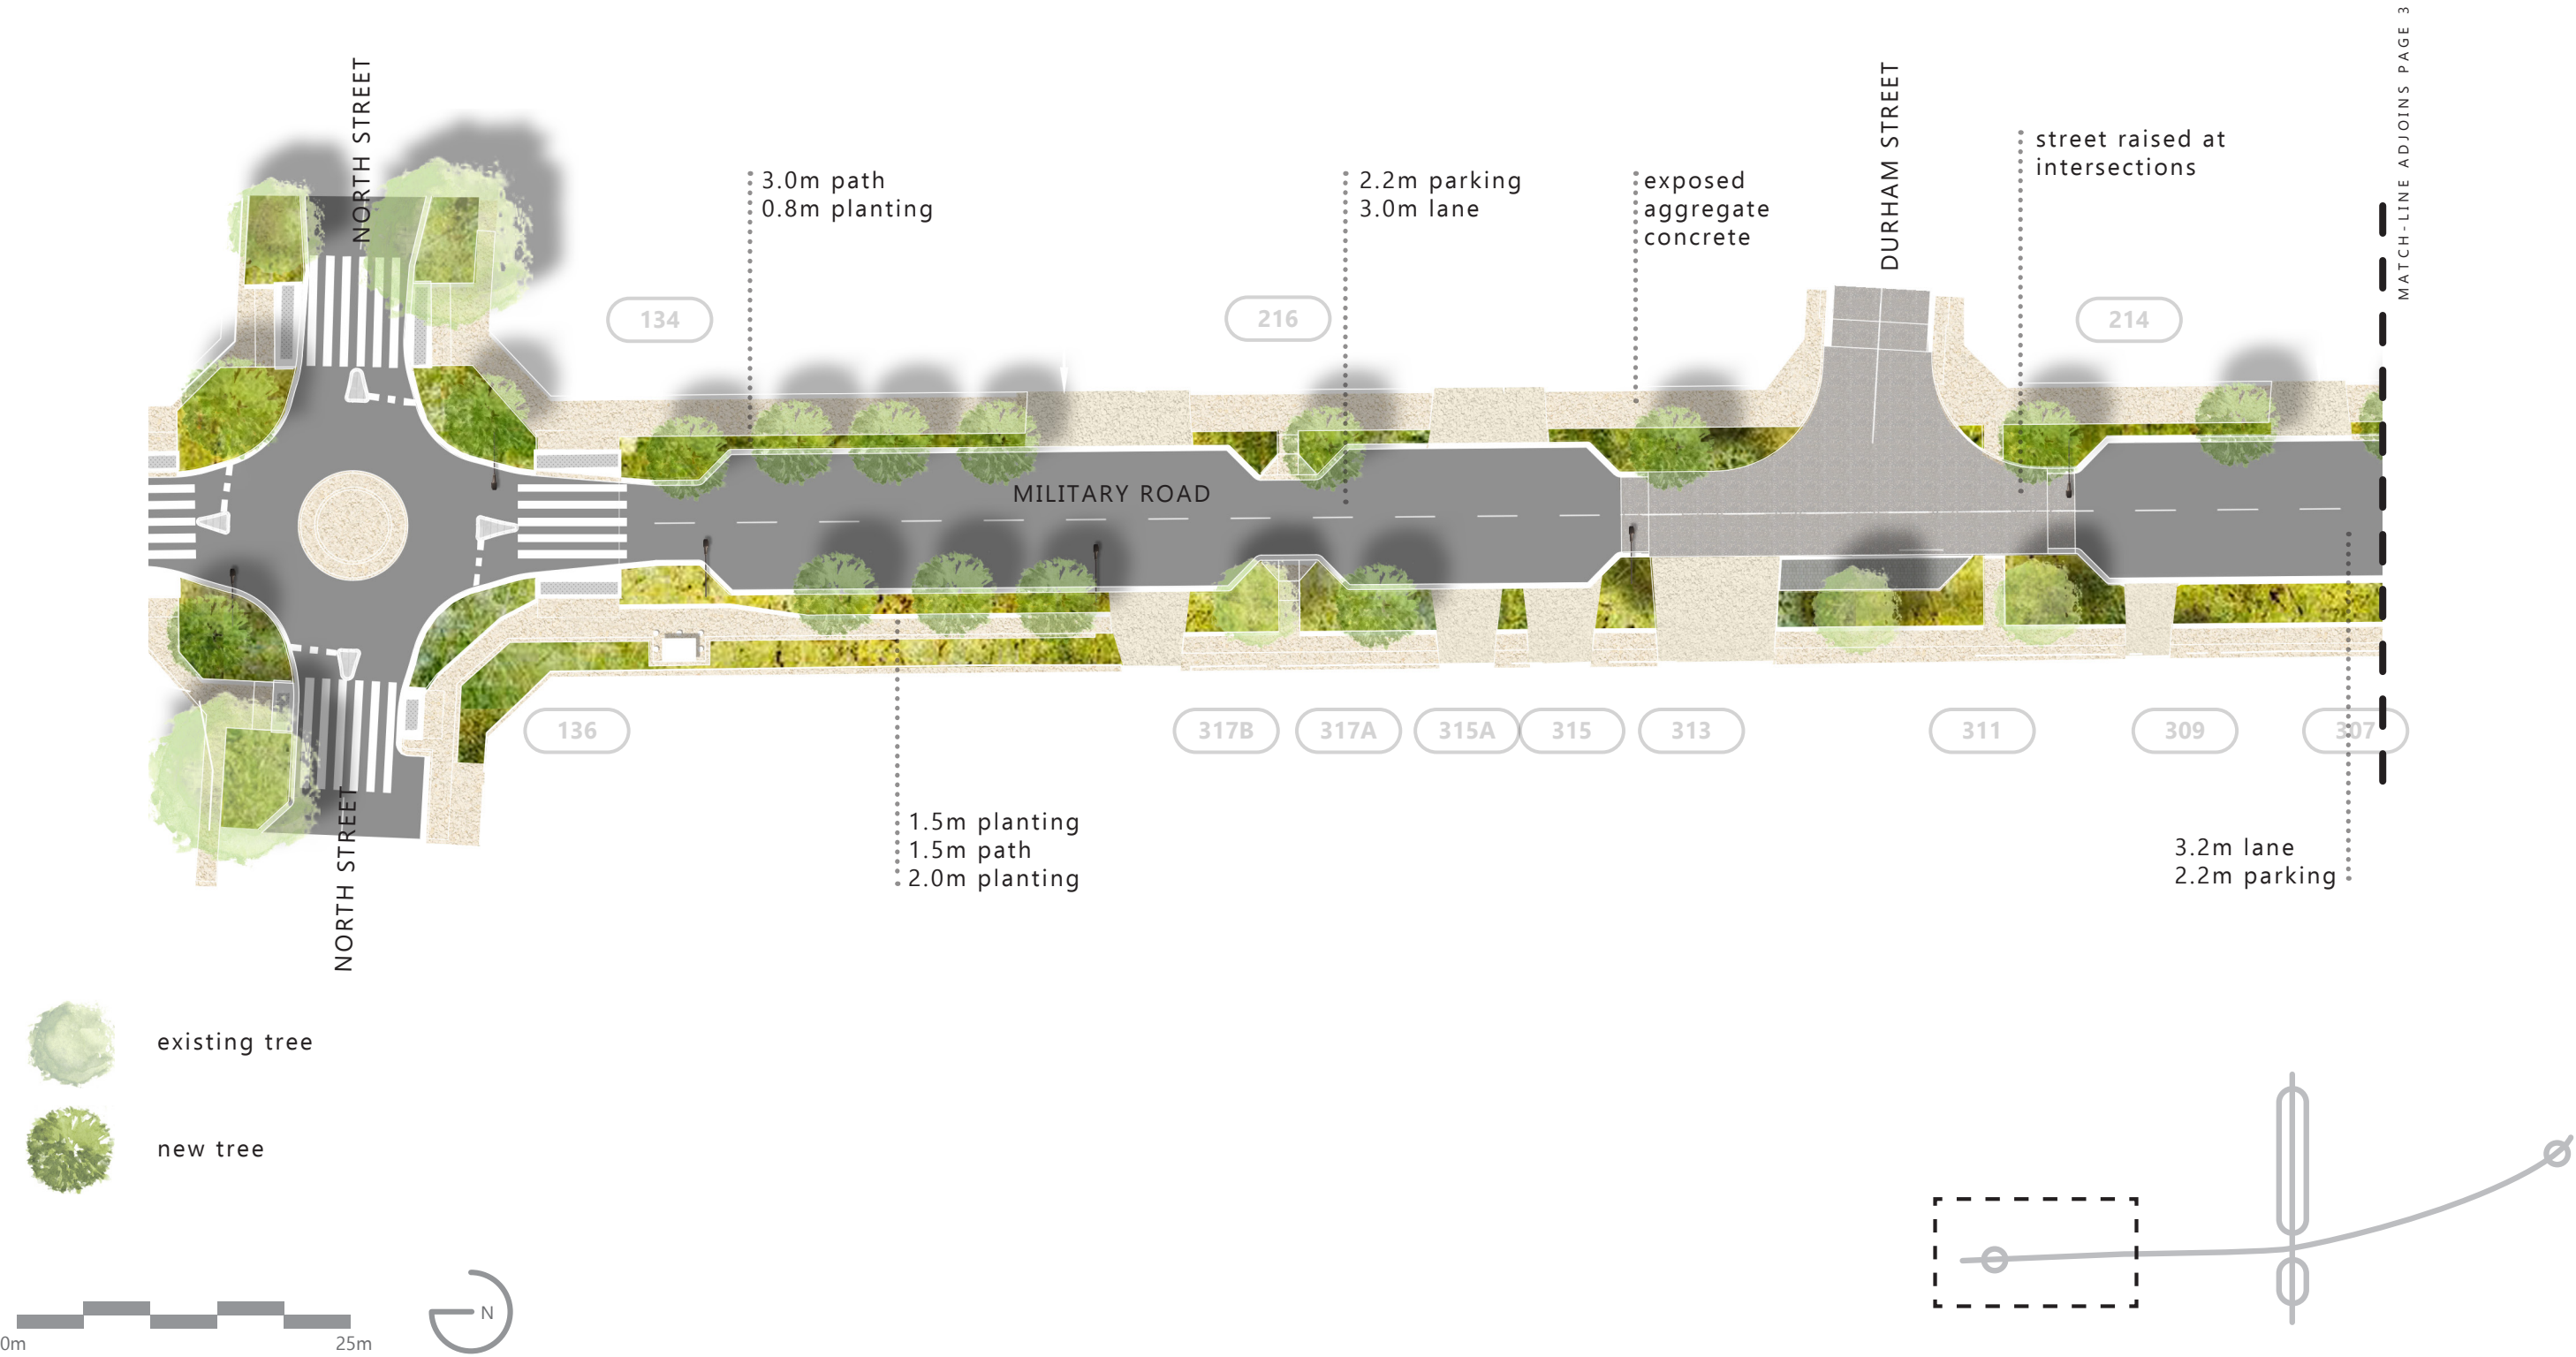 MATCH-LINE ADJOINS PAGE 3
NORTH STREET
DURHAM STREET
street raised at
intersections
3.0m path
0.8m planting
2.2m parking
3.0m lane
exposed
aggregate
concrete
134
216
214
MILITARY ROAD
136
317B
317A
315A
315
313
311
309
307
NORTH STREET
1.5m planting
1.5m path
2.0m planting
3.2m lane
2.2m parking
existing tree
new tree
N
0m
25m